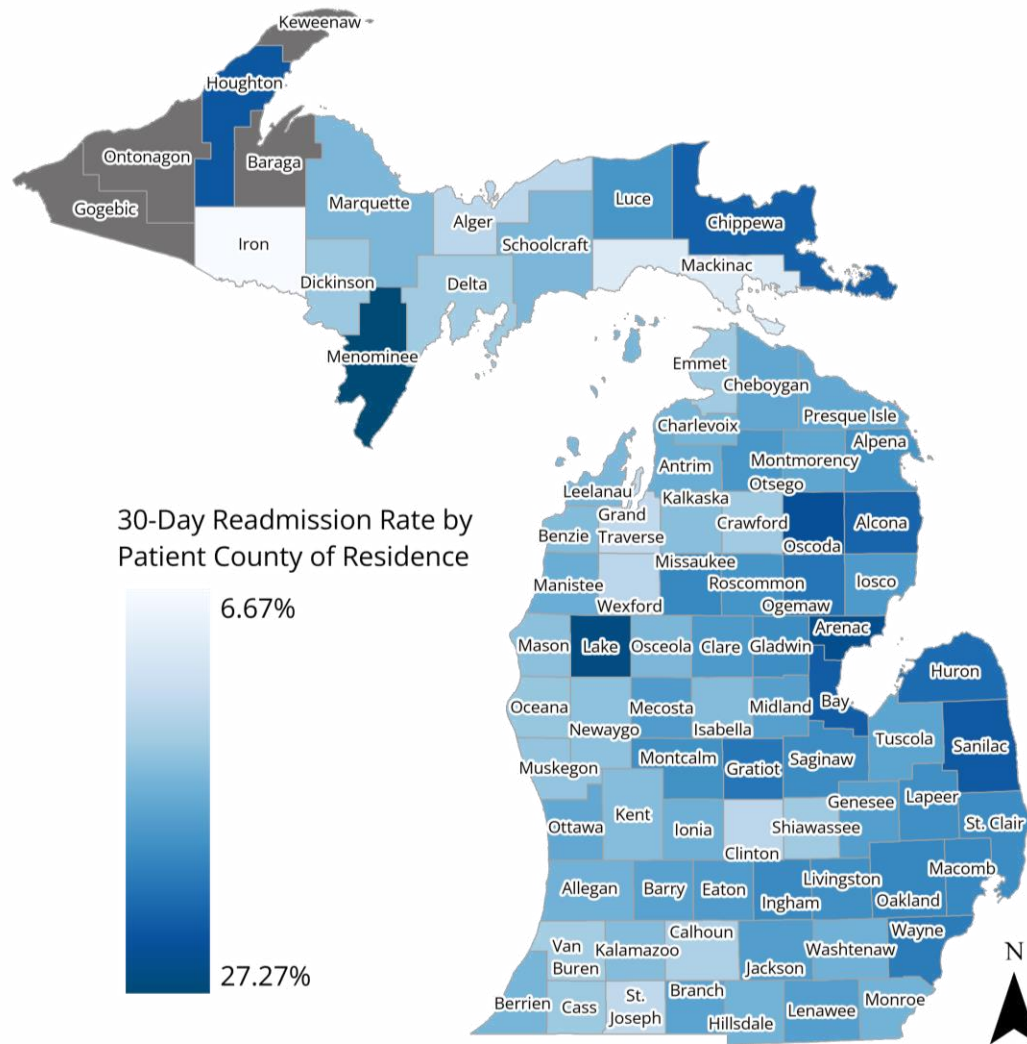 Keweenaw
Houghton
Ontonagon
Baraga
Gogebic
Marquette
Iron
Alger
Luce
Chippewa
Schoolcraft
Mackinac
Dickinson
Delta
Menominee
Emmet
Cheboygan
Presque Isle
Charlevoix
Alpena
Antrim
Montmorency
Otsego
Leelanau
Kalkaska
Grand
Traverse
Crawford
Alcona
Benzie
Oscoda
Missaukee
Manistee
Roscommon
Iosco
Wexford
Ogemaw
Arenac
Mason
Lake
Osceola
Clare
Gladwin
Huron
Oceana
Mecosta
Midland
Bay
Newaygo
Isabella
Tuscola
Sanilac
Muskegon
Montcalm
Gratiot
Saginaw
Genesee
Lapeer
Kent
Ottawa
Ionia
Shiawassee
St. Clair
Clinton
Macomb
Allegan
Barry
Eaton
Livingston
Ingham
Oakland
Calhoun
Wayne
Van
Buren
Kalamazoo
Washtenaw
Jackson
Berrien
Cass
St.
Joseph
Branch
Hillsdale
Lenawee
Monroe
30-Day Readmission Rate by
Patient County of Residence
6.67%
27.27%
N